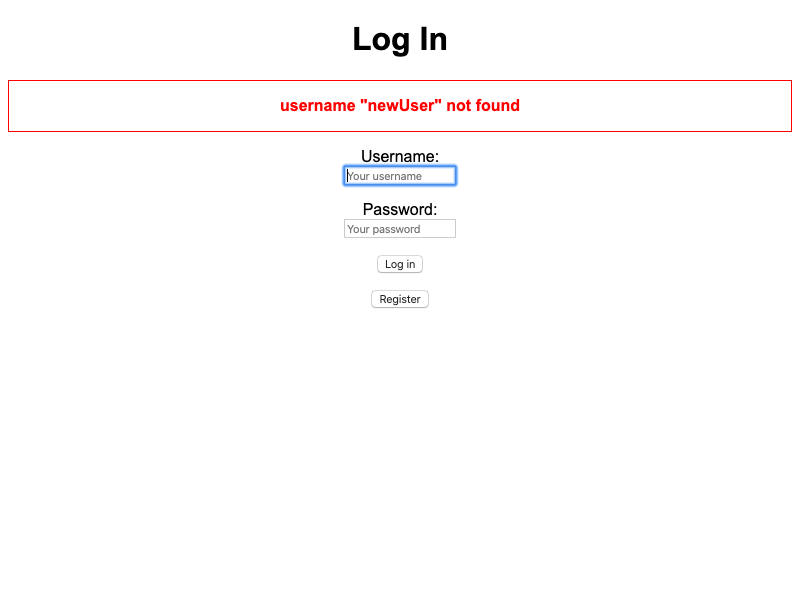 Log In
username "newUser" not found
Username:
Your username
Password:
Your password
Log in
Register